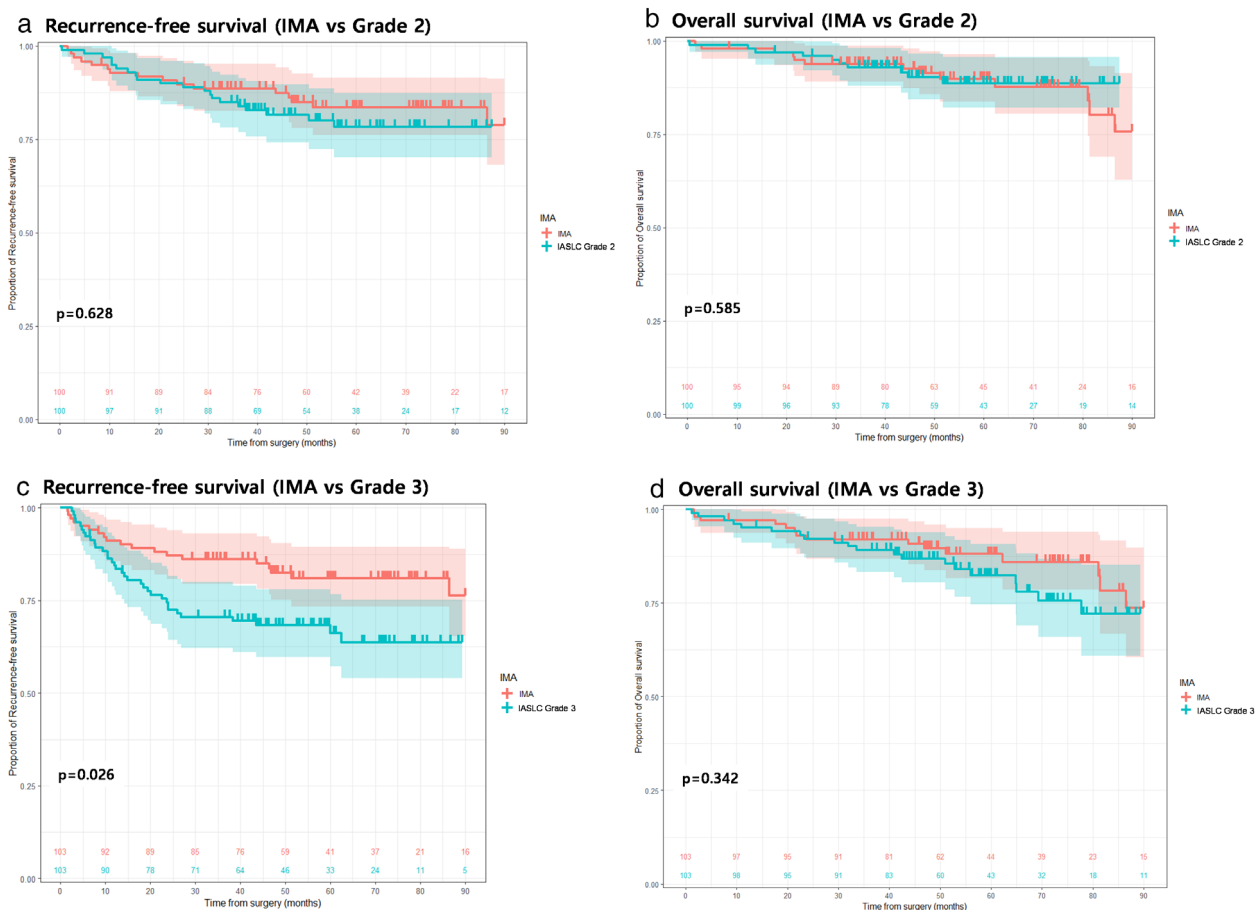 a Recurrence-free survival (IMA vs Grade 2)
1.00
0.75
0.50
0.25
0.00
Proportion of Recurrence-free survival
p=0.628
100 91 89 84 76 60 42 39 22 17
100 97 91 88 69 54 38 24 17 12
0 10 20 30 40 50 60 70 80 90
Time from surgery (months)
IMA
IMA
IASLC Grade 2
b Overall survival (IMA vs Grade 2)
1.00
0.75
0.50
0.25
0.00
Proportion of Overall survival
p=0.585
100 95 94 89 80 63 45 41 24 16
100 99 96 93 78 59 43 27 19 14
0 10 20 30 40 50 60 70 80 90
Time from surgery (months)
IMA
IMA
IASLC Grade 2
c Recurrence-free survival (IMA vs Grade 3)
1.00
0.75
0.50
0.25
0.00
Proportion of Recurrence-free survival
p=0.026
103 92 89 85 76 59 41 37 21 16
103 90 78 71 64 46 33 24 11 5
0 10 20 30 40 50 60 70 80 90
Time from surgery (months)
IMA
IMA
IASLC Grade 3
d Overall survival (IMA vs Grade 3)
1.00
0.75
0.50
0.25
0.00
Proportion of Overall survival
p=0.342
103 97 95 91 81 62 44 39 23 15
103 98 95 91 83 60 43 32 18 11
0 10 20 30 40 50 60 70 80 90
Time from surgery (months)
IMA
IMA
IASLC Grade 3